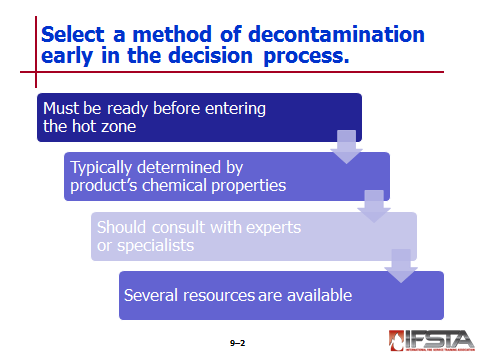 Select a method of decontamination
early in the decision process.
Must be ready before entering
the hot zone
Typically determined by
product's chemical properties
Should consult with experts
or specialists
Several resources are available
9–2
IFSTA
INTERNATIONAL FIRE SERVICE TRAINING ASSOCIATION